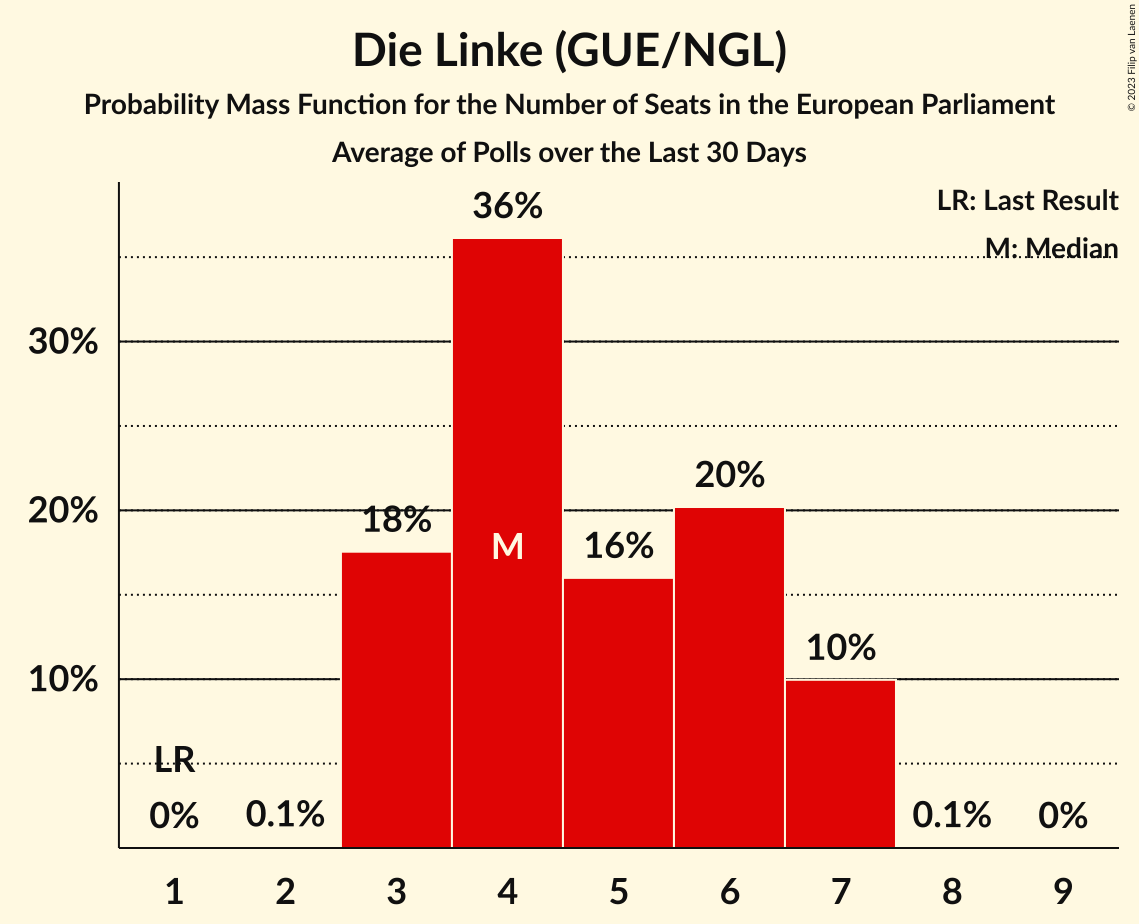 Die Linke (GUE/NGL)
Probability Mass Function for the Number of Seats in the European Parliament
Average of Polls over the Last 30 Days
© 2023 Filip van Laenen
LR: Last Result
M: Median
36%
30%
20%
20%
18%
16%
M
10%
10%
LR
0%
0.1%
0.1%
0%
1 2 3 4 5 6 7 8 9